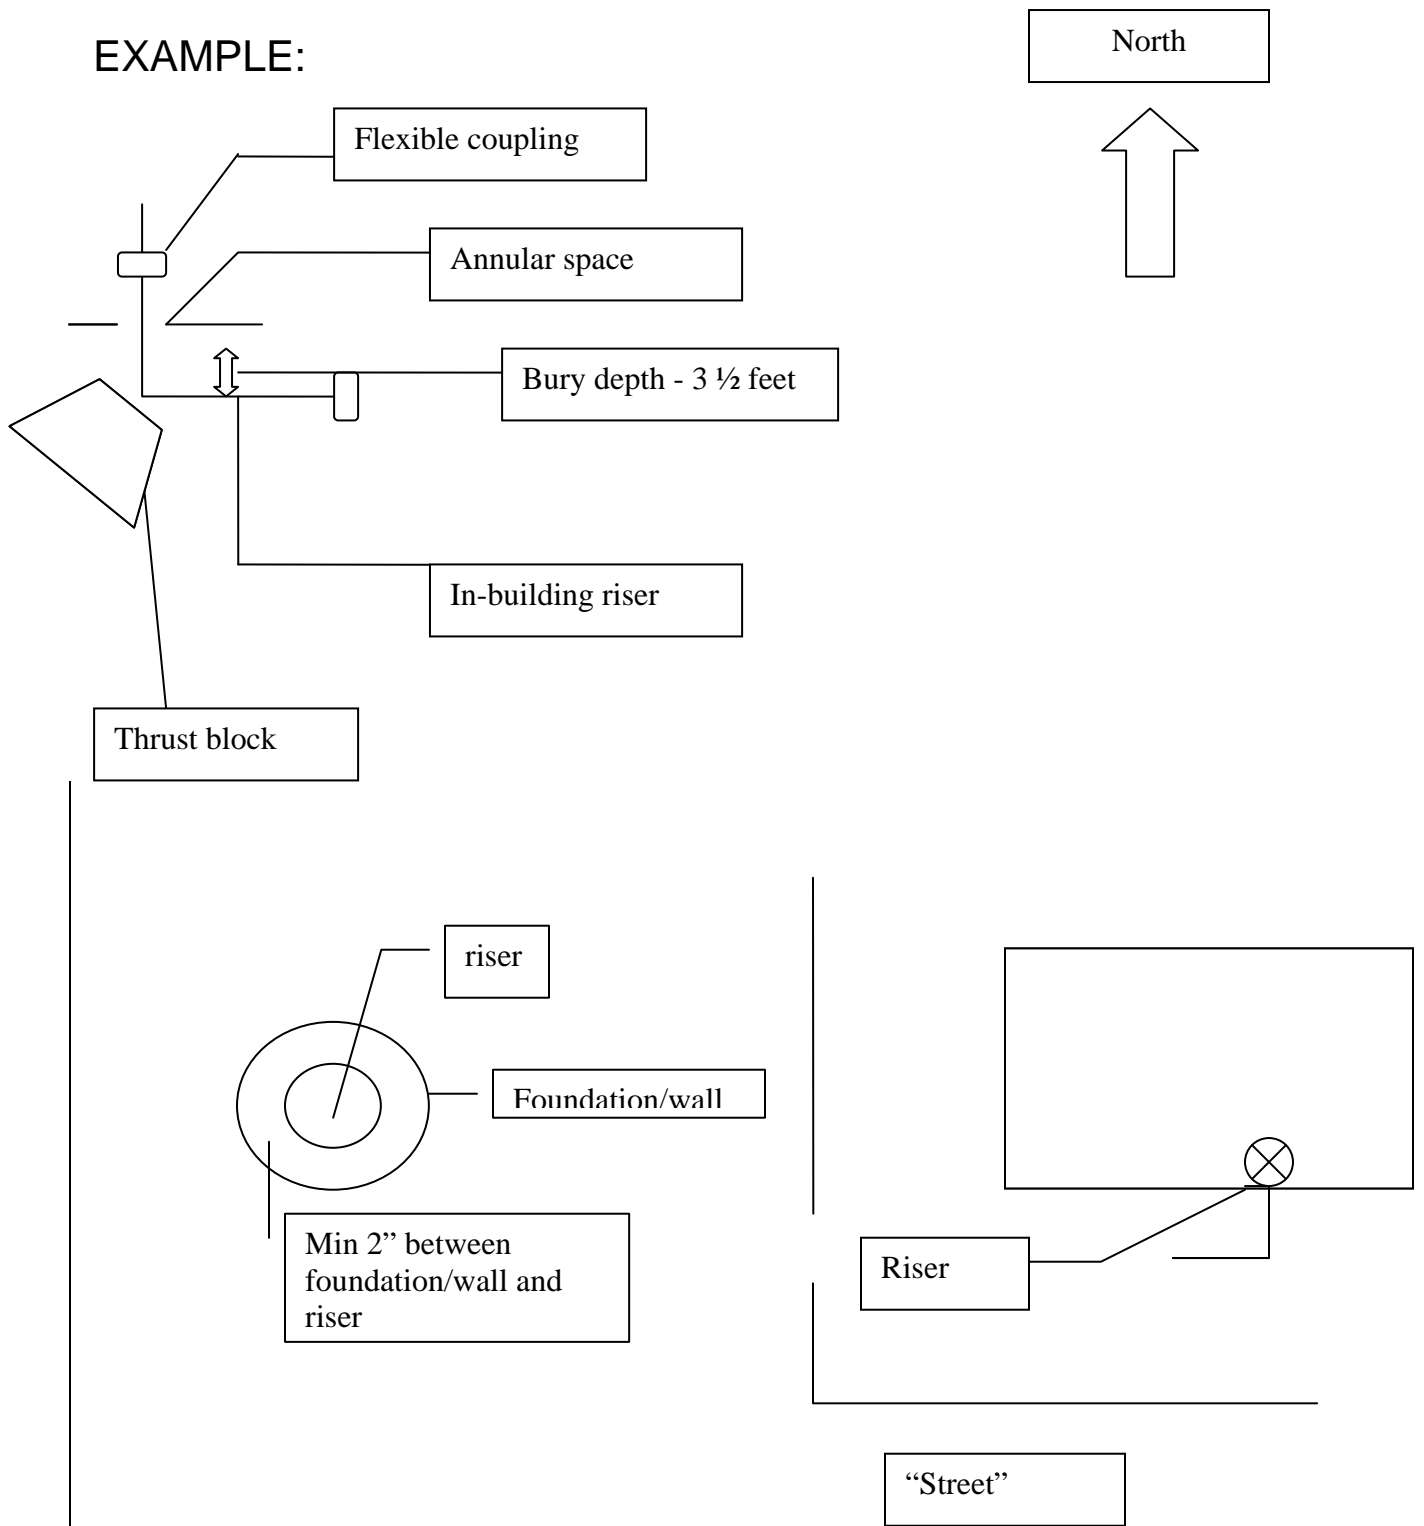 EXAMPLE:
North
Flexible coupling
Annular space
Bury depth - 3 ½ feet
In-building riser
Thrust block
riser
Foundation/wall
Min 2” between
foundation/wall and
riser
Riser
“Street”